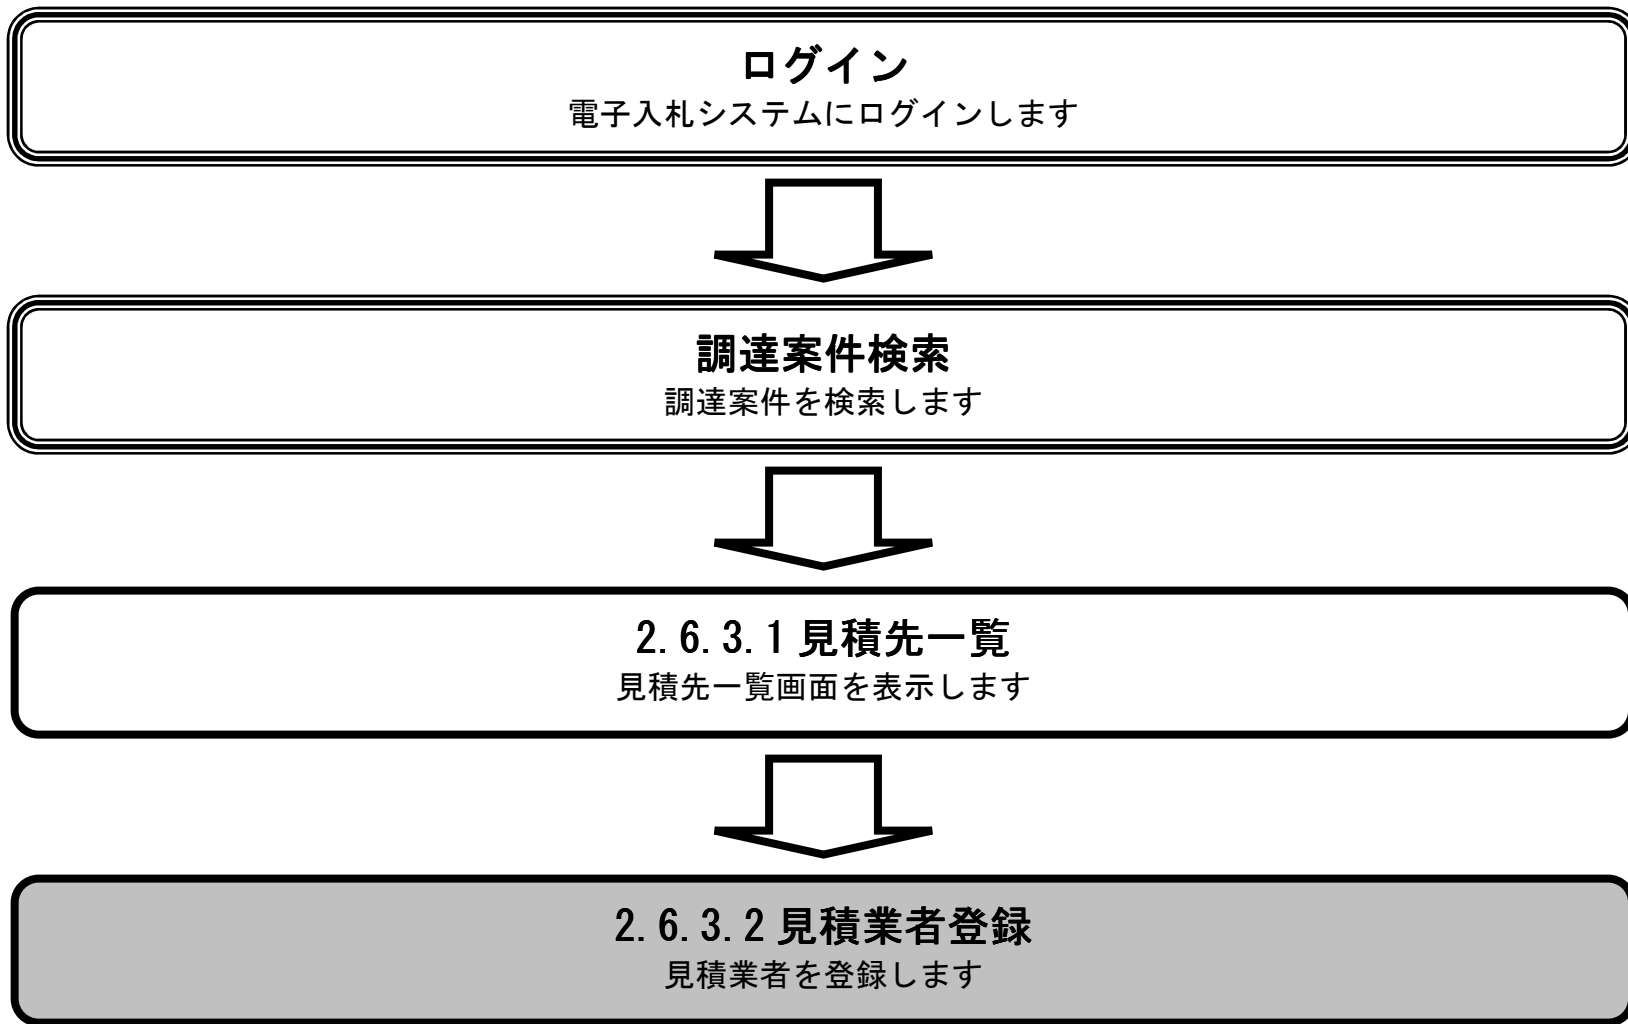 ログイン
電子入札システムにログインします
調達案件検索
調達案件を検索します
2.6.3.1見積先一覧
見積先一覧画面を表示します
2.6.3.2見積業者登録
見積業者を登録します